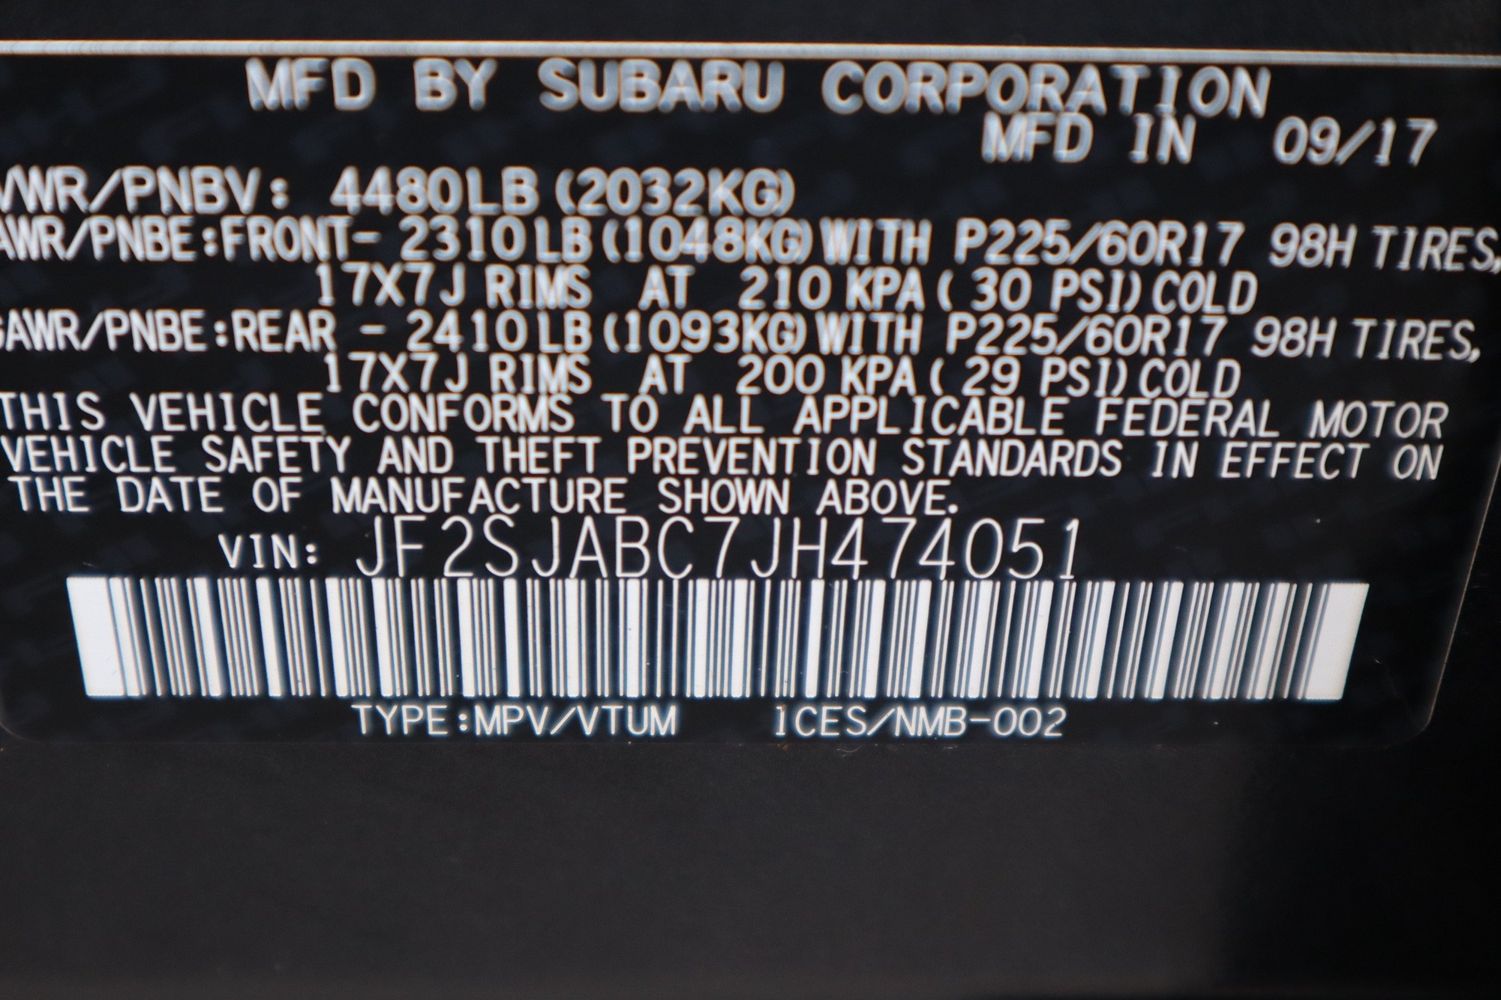 MFD BY SUBARU CORPORATION
MFD IN 09/17
VWR/PNBV: 4480LB (2032KG)
AWR/PNBE:FRONT- 2310LB (1048KG) WITH P225/60R17 98H TIRES,
17X7J RIMS AT 210 KPA ( 30 PSI) COLD
GAWR/PNBE:REAR - 2410LB (1093KG) WITH P225/60R17 98H TIRES,
17X7J RIMS AT 200 KPA ( 29 PSI) COLD
THIS VEHICLE CONFORMS TO ALL APPLICABLE FEDERAL MOTOR
VEHICLE SAFETY AND THEFT PREVENTION STANDARDS IN EFFECT ON
THE DATE OF MANUFACTURE SHOWN ABOVE.
VIN: JF2SJABC7JH474051
TYPE:MPV/VTUM ICES/NMB-002